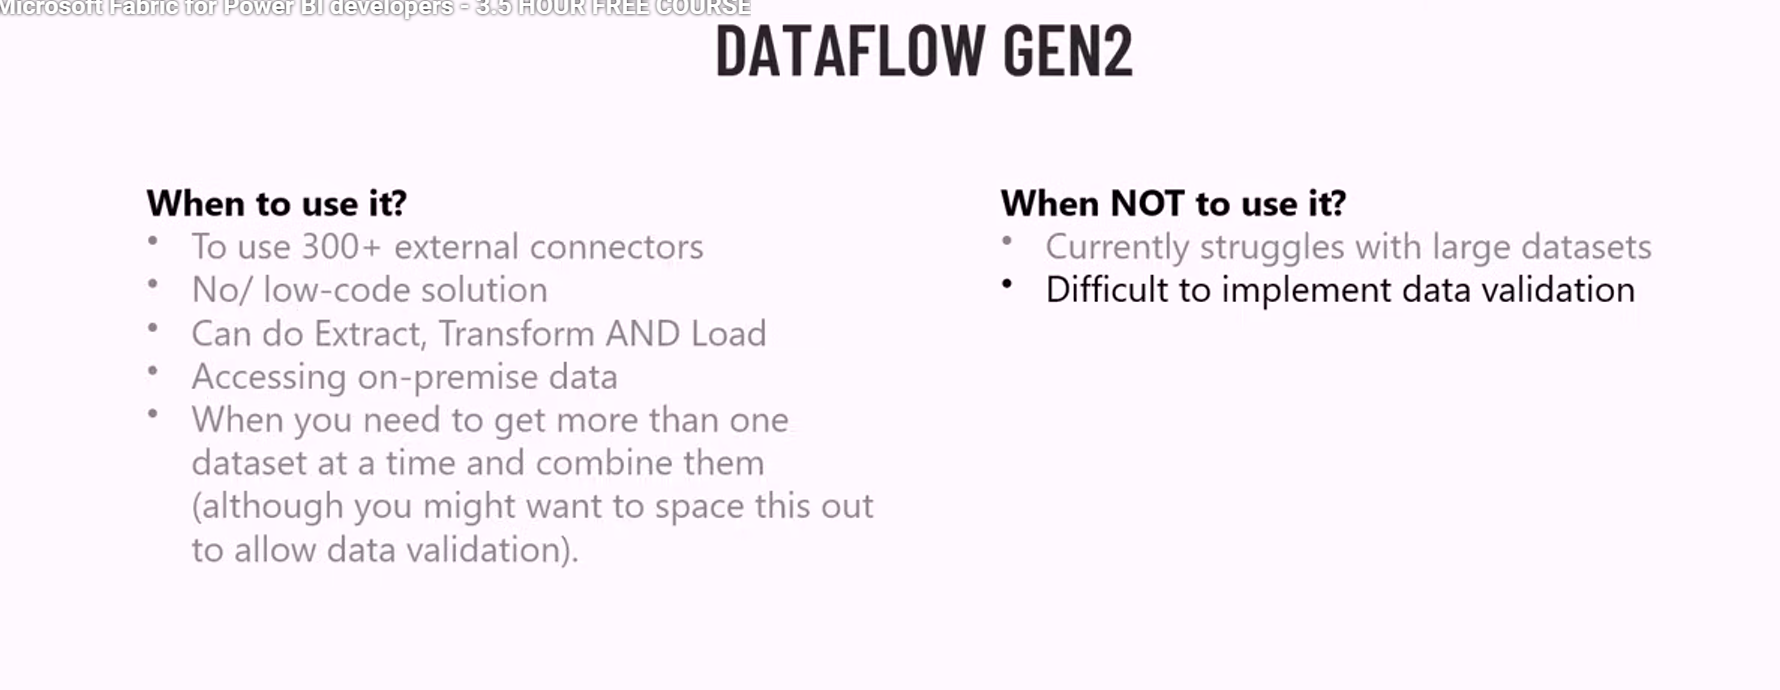 Microsoft Fabric for Power BI developers - 3.5 HOUR FREE COURSE
DATAFLOW GEN2
When to use it?
• To use 300+ external connectors
• No/ low-code solution
• Can do Extract, Transform AND Load
• Accessing on-premise data
• When you need to get more than one
dataset at a time and combine them
(although you might want to space this out
to allow data validation).
When NOT to use it?
• Currently struggles with large datasets
• Difficult to implement data validation